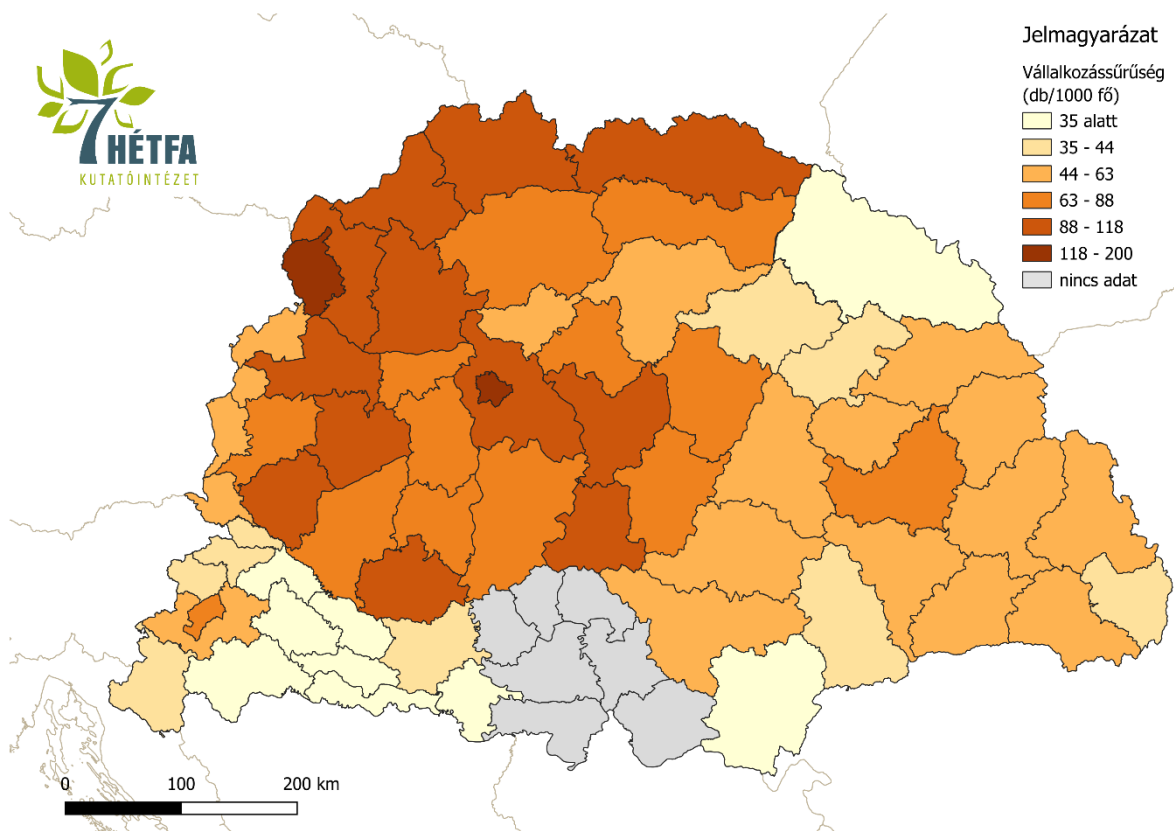 7 HÉTFA
KUTATÓINTÉZET
Jelmagyarázat
Vállalkozássűrűség
(db/1000 fő)
35 alatt
35 - 44
44 - 63
63 - 88
88 - 118
118 - 200
nincs adat
0 100 200 km